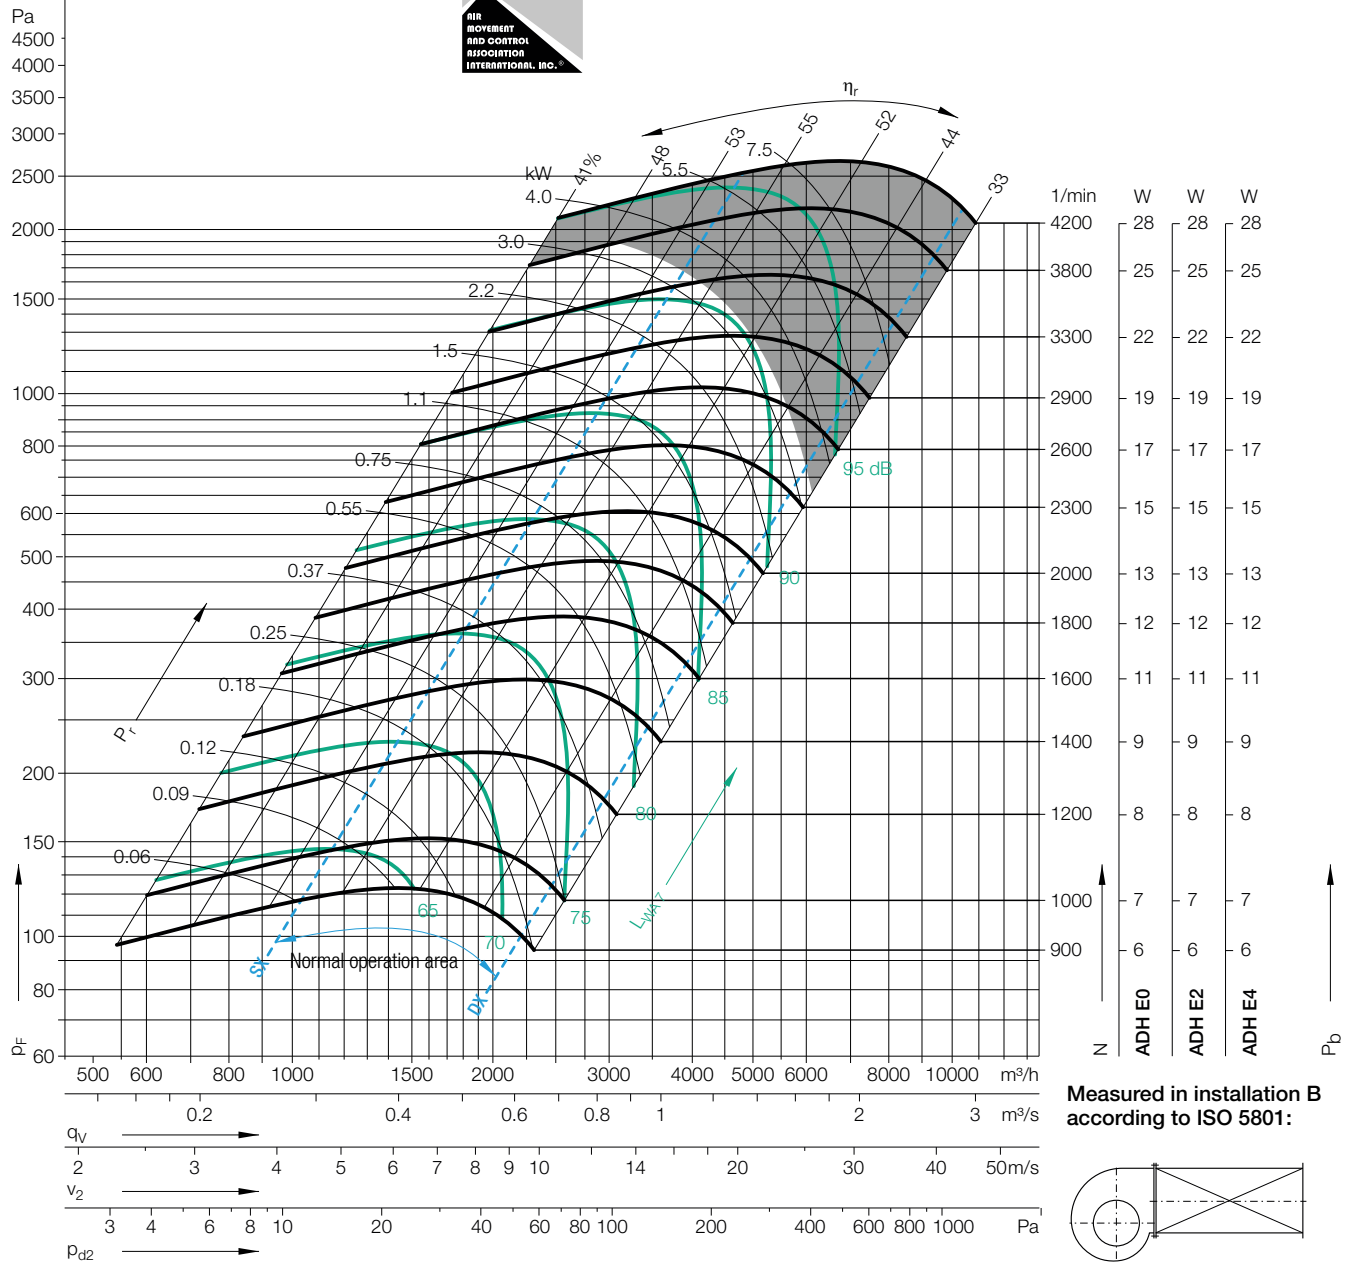 Pa
4500
4000
3500
3000
2500
2000
1500
1000
800
600
500
400
300
200
150
100
80
60
pF
AIR
MOVEMENT
AND CONTROL
ASSOCIATION
INTERNATIONAL, INC.®
ηr
41%
48
53
55
52
44
33
kW
7.5
5.5
4.0
3.0
2.2
1.5
1.1
0.75
0.55
0.37
0.25
0.18
0.12
0.09
0.06
Pr
95 dB
90
85
80
75
70
65
LWA7
SX
Normal operation area
DX
1/min W W W
4200 28 28 28
3800 25 25 25
3300 22 22 22
2900 19 19 19
2600 17 17 17
2300 15 15 15
2000 13 13 13
1800 12 12 12
1600 11 11 11
1400 9 9 9
1200 8 8 8
1000 7 7 7
900 6 6 6
N ADH E0 ADH E2 ADH E4 Pb
500 600 800 1000 1500 2000 3000 4000 5000 6000 8000 10000 m³/h
0.2 0.4 0.6 0.8 1 2 3 m³/s
qV
2 3 4 5 6 7 8 9 10 14 20 30 40 50 m/s
v2
3 4 6 8 10 20 40 60 80 100 200 400 600 800 1000 Pa
pd2
Measured in installation B
according to ISO 5801: